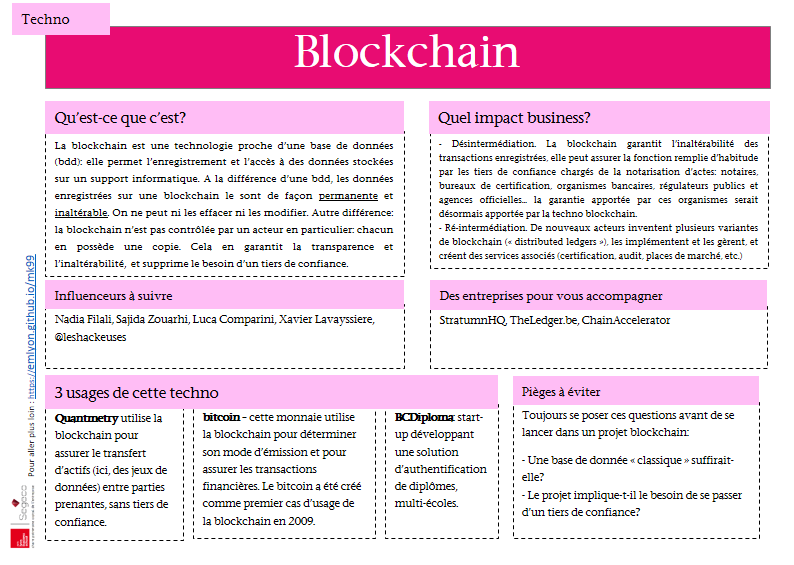 Techno
Blockchain
Qu'est-ce que c'est?
La blockchain est une technologie proche d'une base de données
(bdd): elle permet l'enregistrement et l'accès à des données stockées
sur un support informatique. A la différence d'une bdd, les données
enregistrées sur une blockchain le sont de façon permanente et
inaltérable. On ne peut ni les effacer ni les modifier. Autre différence:
la blockchain n'est pas contrôlée par un acteur en particulier: chacun
en possède une copie. Cela en garantit la transparence et
l'inaltérabilité, et supprime le besoin d'un tiers de confiance.
Quel impact business?
- Désintermédiation. La blockchain garantit l'inaltérabilité des
transactions enregistrées, elle peut assurer la fonction remplie d'habitude
par les tiers de confiance chargés de la notarisation d'actes: notaires,
bureaux de certification, organismes bancaires, régulateurs publics et
agences officielles... la garantie apportée par ces organismes serait
désormais apportée par la techno blockchain.
- Ré-intermédiation. De nouveaux acteurs inventent plusieurs variantes
de blockchain (« distributed ledgers »), les implémentent et les gèrent, et
créent des services associés (certification, audit, places de marché, etc.)
Influenceurs à suivre
Nadia Filali, Sajida Zouarhi, Luca Comparini, Xavier Lavayssiere,
@leshackeuses
Des entreprises pour vous accompagner
StratumnHQ, TheLedger.be, ChainAccelerator
3 usages de cette techno
Quantmetry utilise la
blockchain pour
assurer le transfert
d'actifs (ici, des jeux de
données) entre parties
prenantes, sans tiers de
confiance.
bitcoin – cette monnaie utilise
la blockchain pour déterminer
son mode d'émission et pour
assurer les transactions
financières. Le bitcoin a été créé
comme premier cas d'usage de
la blockchain en 2009.
BCDiploma: start-
up développant
une solution
d'authentification
de diplômes,
multi-écoles.
Pièges à éviter
Toujours se poser ces questions avant de se
lancer dans un projet blockchain:
- Une base de donnée « classique » suffirait-
elle?
- Le projet implique-t-il le besoin de se passer
d'un tiers de confiance?
Pour aller plus loin : https://emlyon.github.io/mk99
Segeco